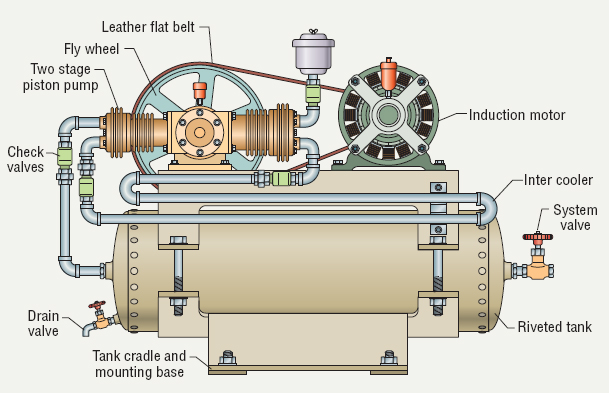 Leather flat belt
Fly wheel
Two stage
piston pump
Induction motor
Check
valves
Inter cooler
System
valve
Drain
valve
Riveted tank
Tank cradle and
mounting base